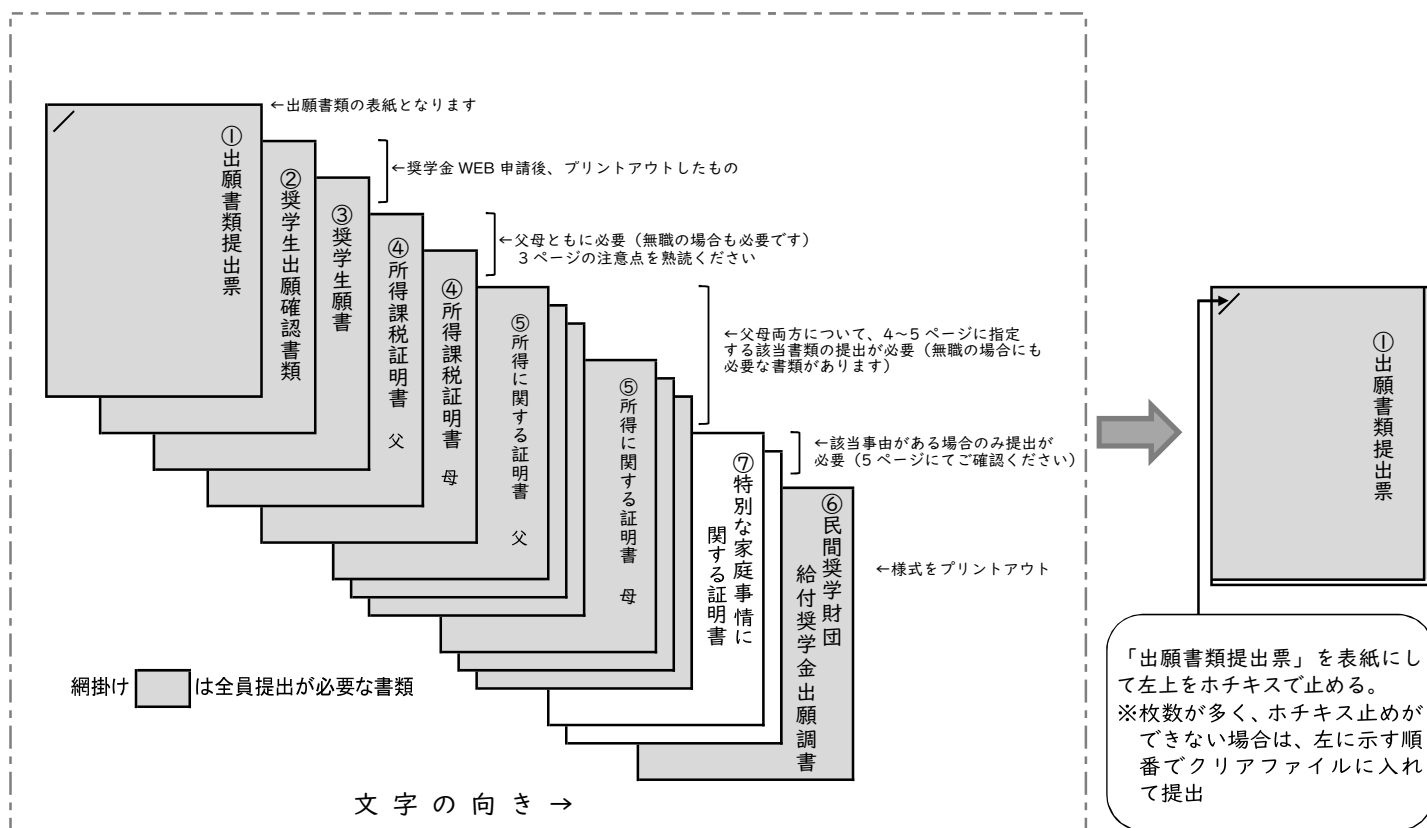 ←出願書類の表紙となります
①出願書類提出票
②奨学生出願確認書類
③奨学生願書
←奨学金 WEB 申請後、プリントアウトしたもの
④所得課税証明書 父
④所得課税証明書 母
←父母ともに必要（無職の場合も必要です）
3ページの注意点を熟読ください
⑤所得に関する証明書 父
⑤所得に関する証明書 母
←父母両方について、4～5 ページに指定
する該当書類の提出が必要（無職の場合にも
必要な書類があります）
⑦特別な家庭事情に
関する証明書
←該当事由がある場合のみ提出が
必要（5 ページにてご確認ください）
⑥民間奨学財団
給付奨学金出願調書
←様式をプリントアウト
網掛け は全員提出が必要な書類
文字の向き→
①出願書類提出票
「出願書類提出票」を表紙にし
て左上をホチキスで止める。
※枚数が多く、ホチキス止めが
できない場合は、左に示す順
番でクリアファイルに入れ
て提出